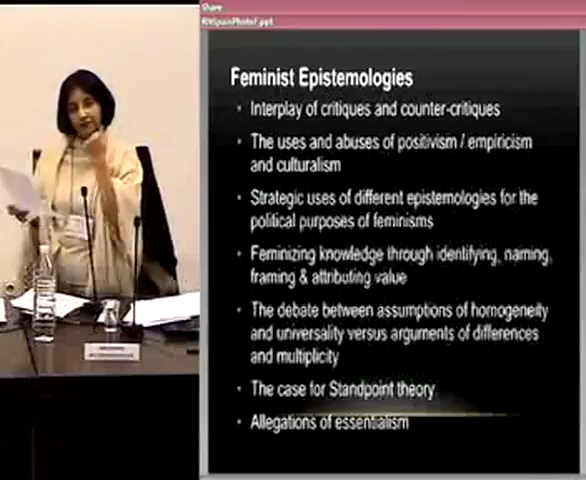 Share
Feminist Epistemologies
• Interplay of critiques and counter-critiques
• The uses and abuses of positivism / empiricism
and culturalism
• Strategic uses of different epistemologies for the
political purposes of feminisms
• Feminizing knowledge through identifying, naming,
framing & attributing value
• The debate between assumptions of homogeneity
and universality versus arguments of differences
and multiplicity
• The case for Standpoint theory
• Allegations of essentialism